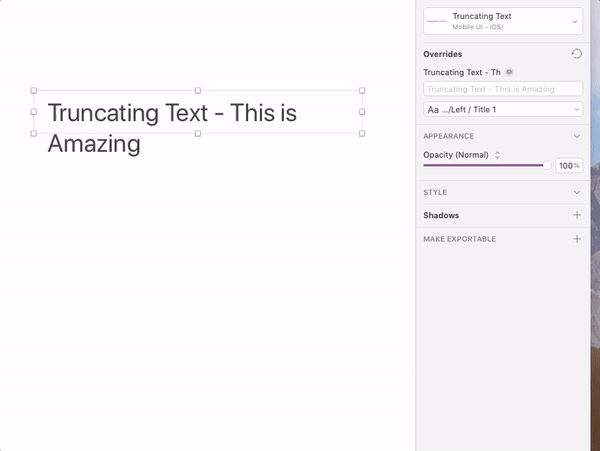 Truncating Text - This is
Amazing
Truncating Text
Mobile UI – iOS/
Overrides
Truncating Text - Th
Truncating Text - This is Amazing
Aa .../Left / Title 1
APPEARANCE
Opacity (Normal)
100%
STYLE
Shadows
MAKE EXPORTABLE